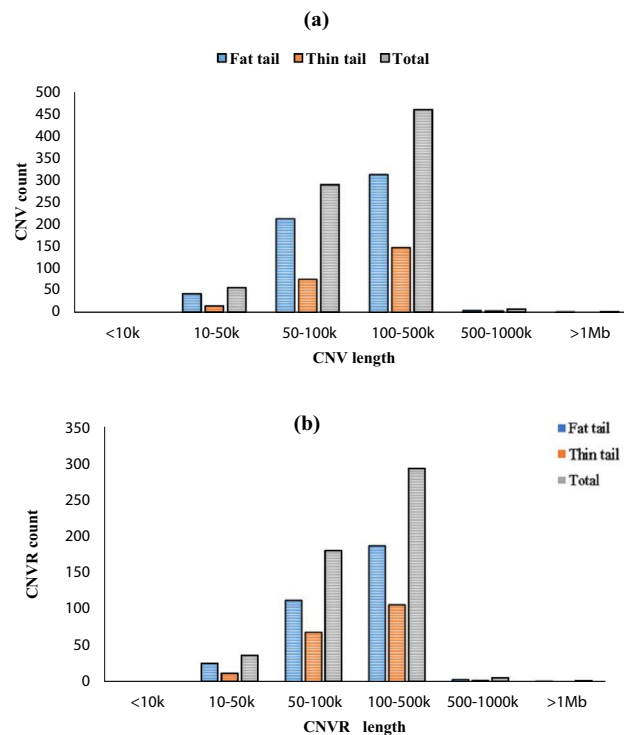 (a)
Fat tail Thin tail Total
500
450
400
350
300
250
200
150
100
50
0
CNV count
<10k 10-50k 50-100k 100-500k 500-1000k >1Mb
CNV length
(b)
Fat tail
Thin tail
Total
350
300
250
200
150
100
50
0
CNVR count
<10k 10-50k 50-100k 100-500k 500-1000k >1Mb
CNVR length